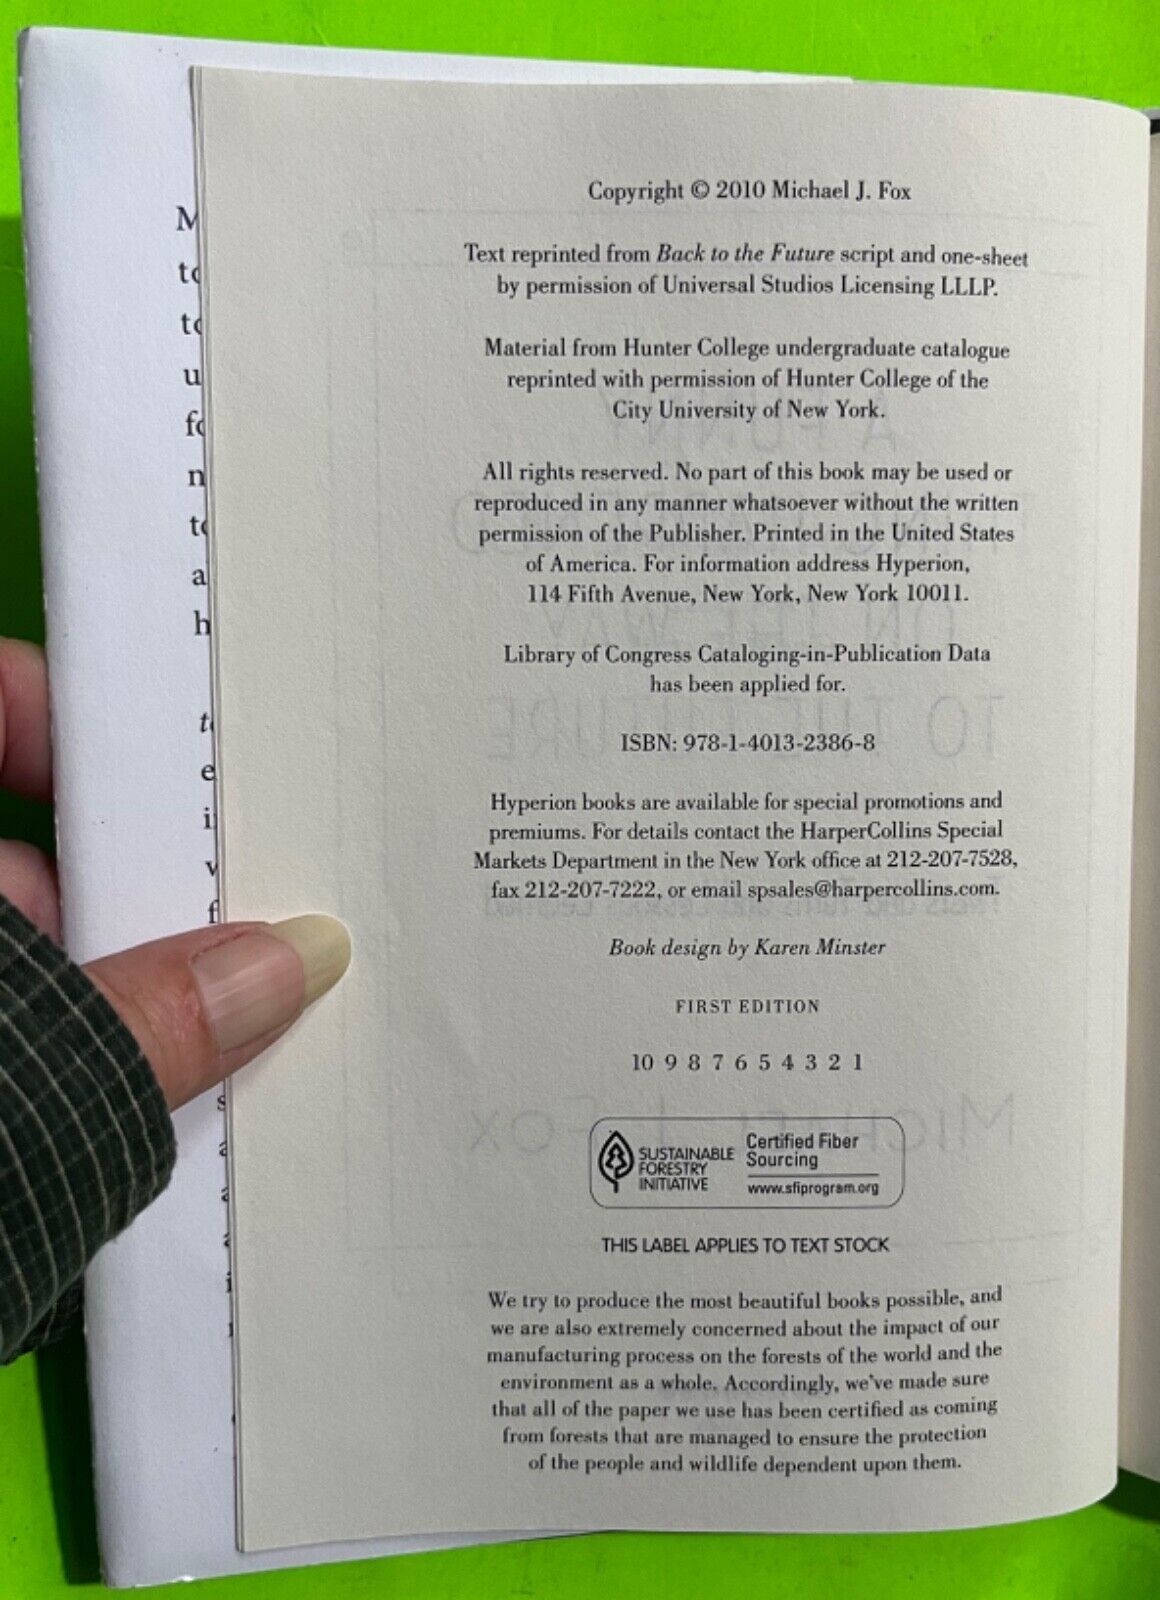 Copyright © 2010 Michael J. Fox
Text reprinted from Back to the Future script and one-sheet
by permission of Universal Studios Licensing LLLP.
Material from Hunter College undergraduate catalogue
reprinted with permission of Hunter College of the
City University of New York.
All rights reserved. No part of this book may be used or
reproduced in any manner whatsoever without the written
permission of the Publisher. Printed in the United States
of America. For information address Hyperion,
114 Fifth Avenue, New York, New York 10011.
Library of Congress Cataloging-in-Publication Data
has been applied for.
ISBN: 978-1-4013-2386-8
Hyperion books are available for special promotions and
premiums. For details contact the HarperCollins Special
Markets Department in the New York office at 212-207-7528,
fax 212-207-7222, or email spsales@harpercollins.com.
Book design by Karen Minster
FIRST EDITION
10 9 8 7 6 5 4 3 2 1
SUSTAINABLE
FORESTRY
INITIATIVE
Certified Fiber
Sourcing
www.sfiprogram.org
THIS LABEL APPLIES TO TEXT STOCK
We try to produce the most beautiful books possible, and
we are also extremely concerned about the impact of our
manufacturing process on the forests of the world and the
environment as a whole. Accordingly, we've made sure
that all of the paper we use has been certified as coming
from forests that are managed to ensure the protection
of the people and wildlife dependent upon them.